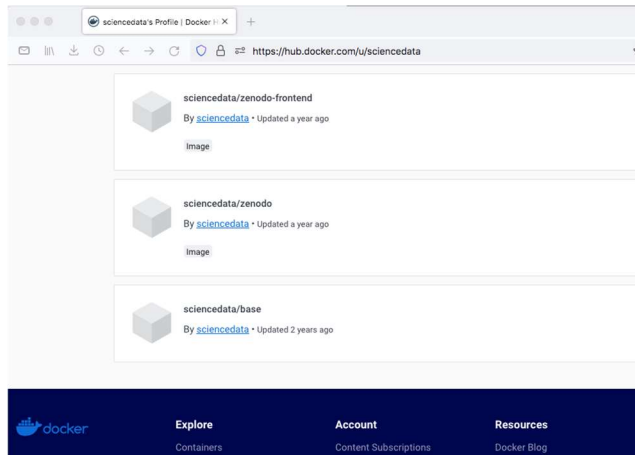 sciencedata's Profile | Docker H
https://hub.docker.com/u/sciencedata
sciencedata/zenodo-frontend
By sciencedata • Updated a year ago
Image
sciencedata/zenodo
By sciencedata • Updated a year ago
Image
sciencedata/base
By sciencedata • Updated 2 years ago
docker
Explore
Account
Resources
Containers
Content Subscriptions
Docker Blog